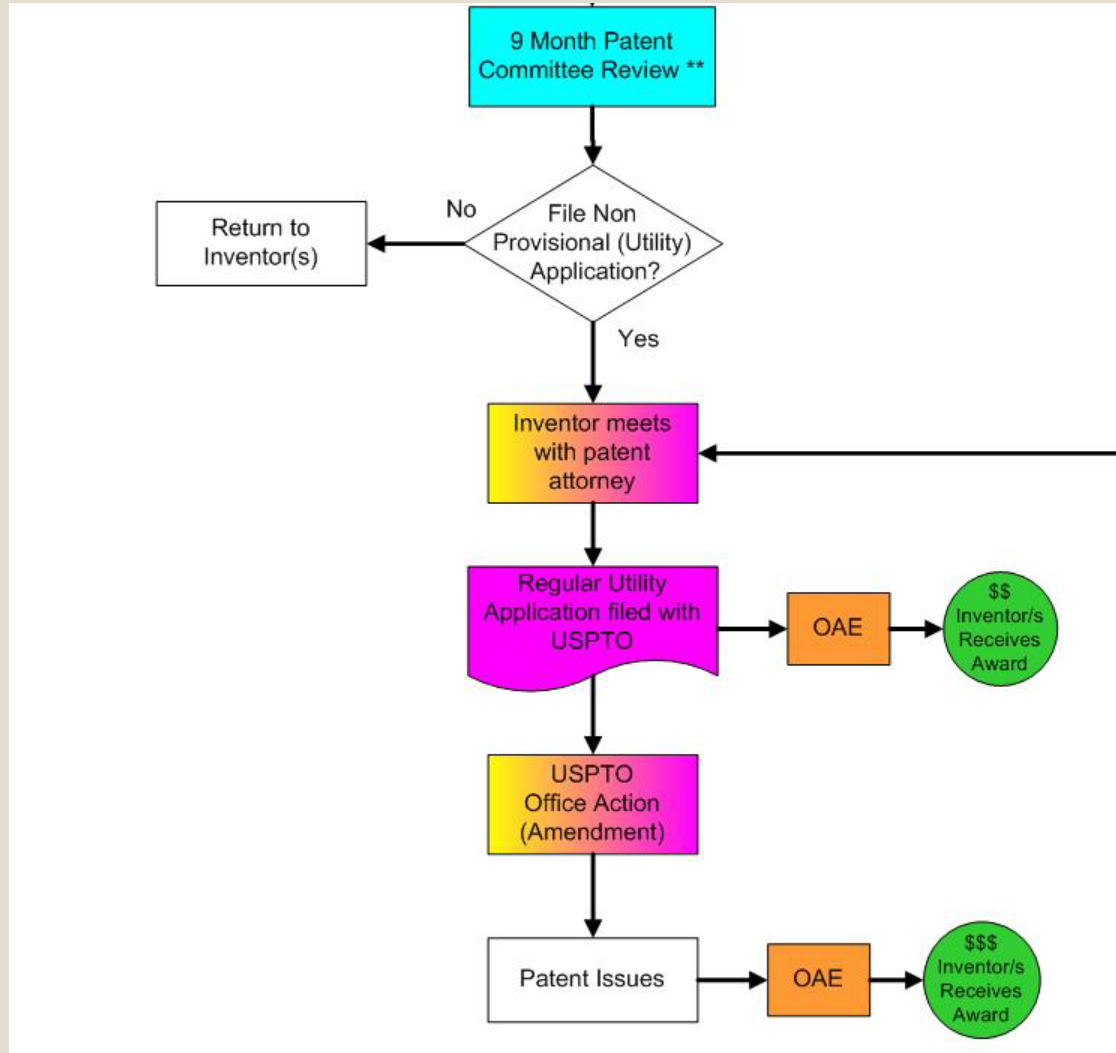 9 Month Patent
Committee Review **
File Non
Provisional (Utility)
Application?
No
Return to
Inventor(s)
Yes
Inventor meets
with patent
attorney
Regular Utility
Application filed with
USPTO
OAE
$$
Inventor/s
Receives
Award
USPTO
Office Action
(Amendment)
Patent Issues
OAE
$$$
Inventor/s
Receives
Award